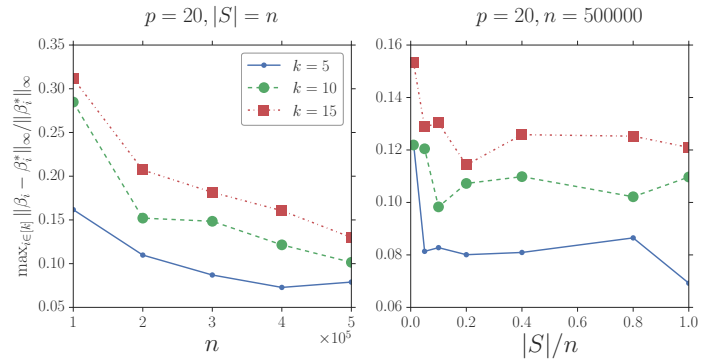 p = 20, |S| = n
p = 20, n = 500000
max_{i∈[k]} ||β_i − β_i^*||_∞/||β_i^*||_∞
0.35
0.30
0.25
0.20
0.15
0.10
0.05
k = 5
k = 10
k = 15
1 2 3 4 5
×10^5
n
0.16
0.14
0.12
0.10
0.08
0.06
0.0 0.2 0.4 0.6 0.8 1.0
|S|/n